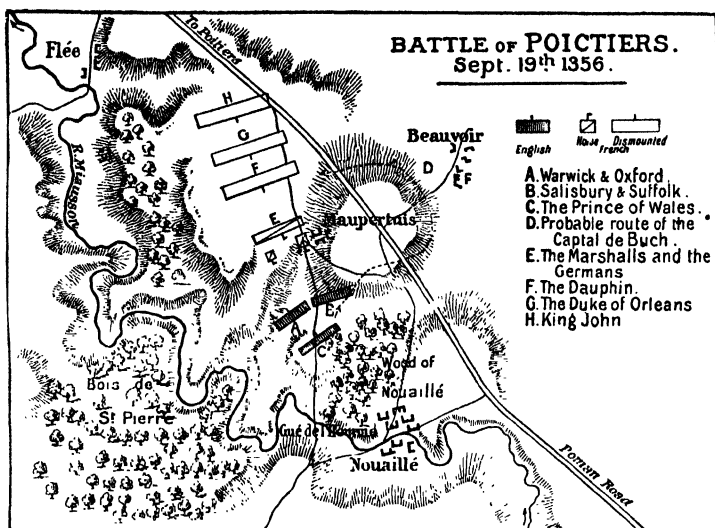 BATTLE OF POICTIERS.
Sept. 19th 1356.
To Poitiers
Flée
R. Miausson
H
G
F
E
Beauvoir
D
F
Maupertuis
English
Dismounted
French
A. Warwick & Oxford.
B. Salisbury & Suffolk.
C. The Prince of Wales.
D. Probable route of the
Captal de Buch.
E. The Marshalls and the
Germans
F. The Dauphin.
G. The Duke of Orleans
H. King John
C
Wood of
Nouaillé
Bois de
St Pierre
Gué de l'Homme
Nouaillé
Road